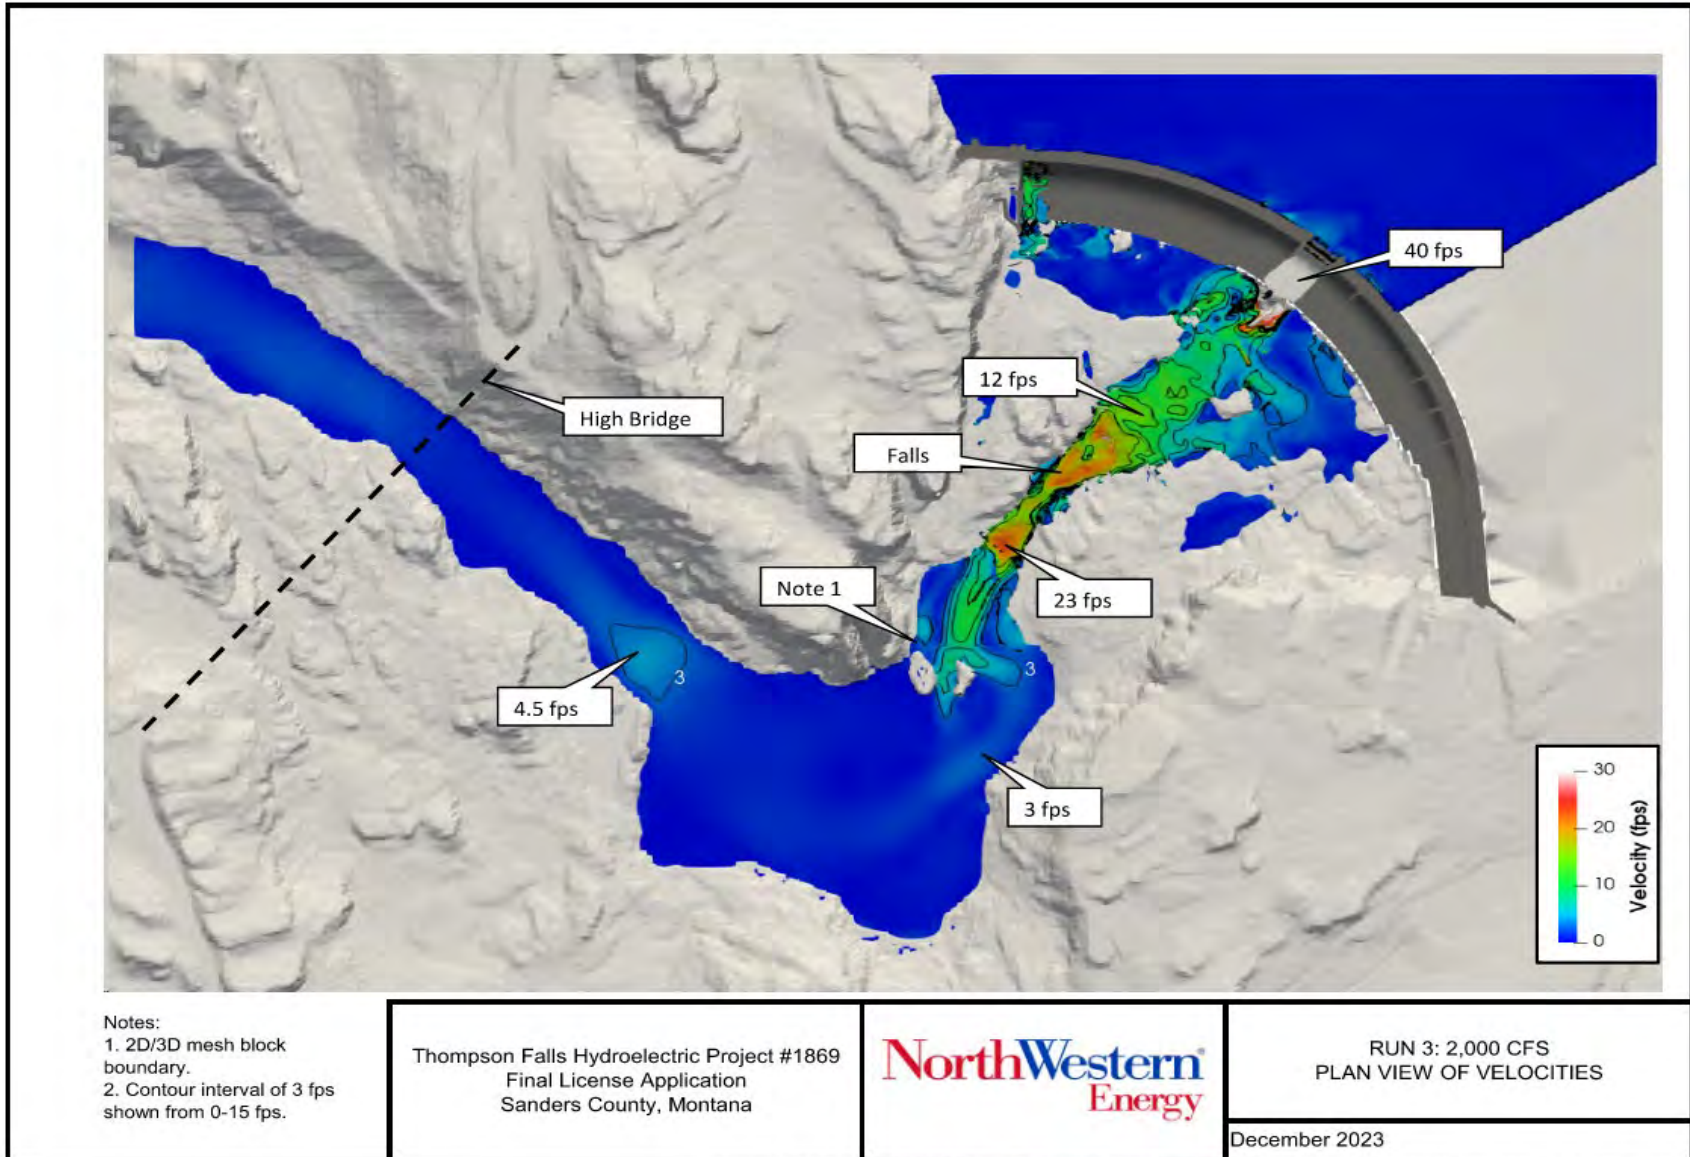 40 fps
12 fps
High Bridge
Falls
Note 1
23 fps
3
3
4.5 fps
3 fps
30
20
10
0
Velocity (fps)
Notes:
1. 2D/3D mesh block
boundary.
2. Contour interval of 3 fps
shown from 0-15 fps.
Thompson Falls Hydroelectric Project #1869
Final License Application
Sanders County, Montana
NorthWestern
Energy
RUN 3: 2,000 CFS
PLAN VIEW OF VELOCITIES
December 2023